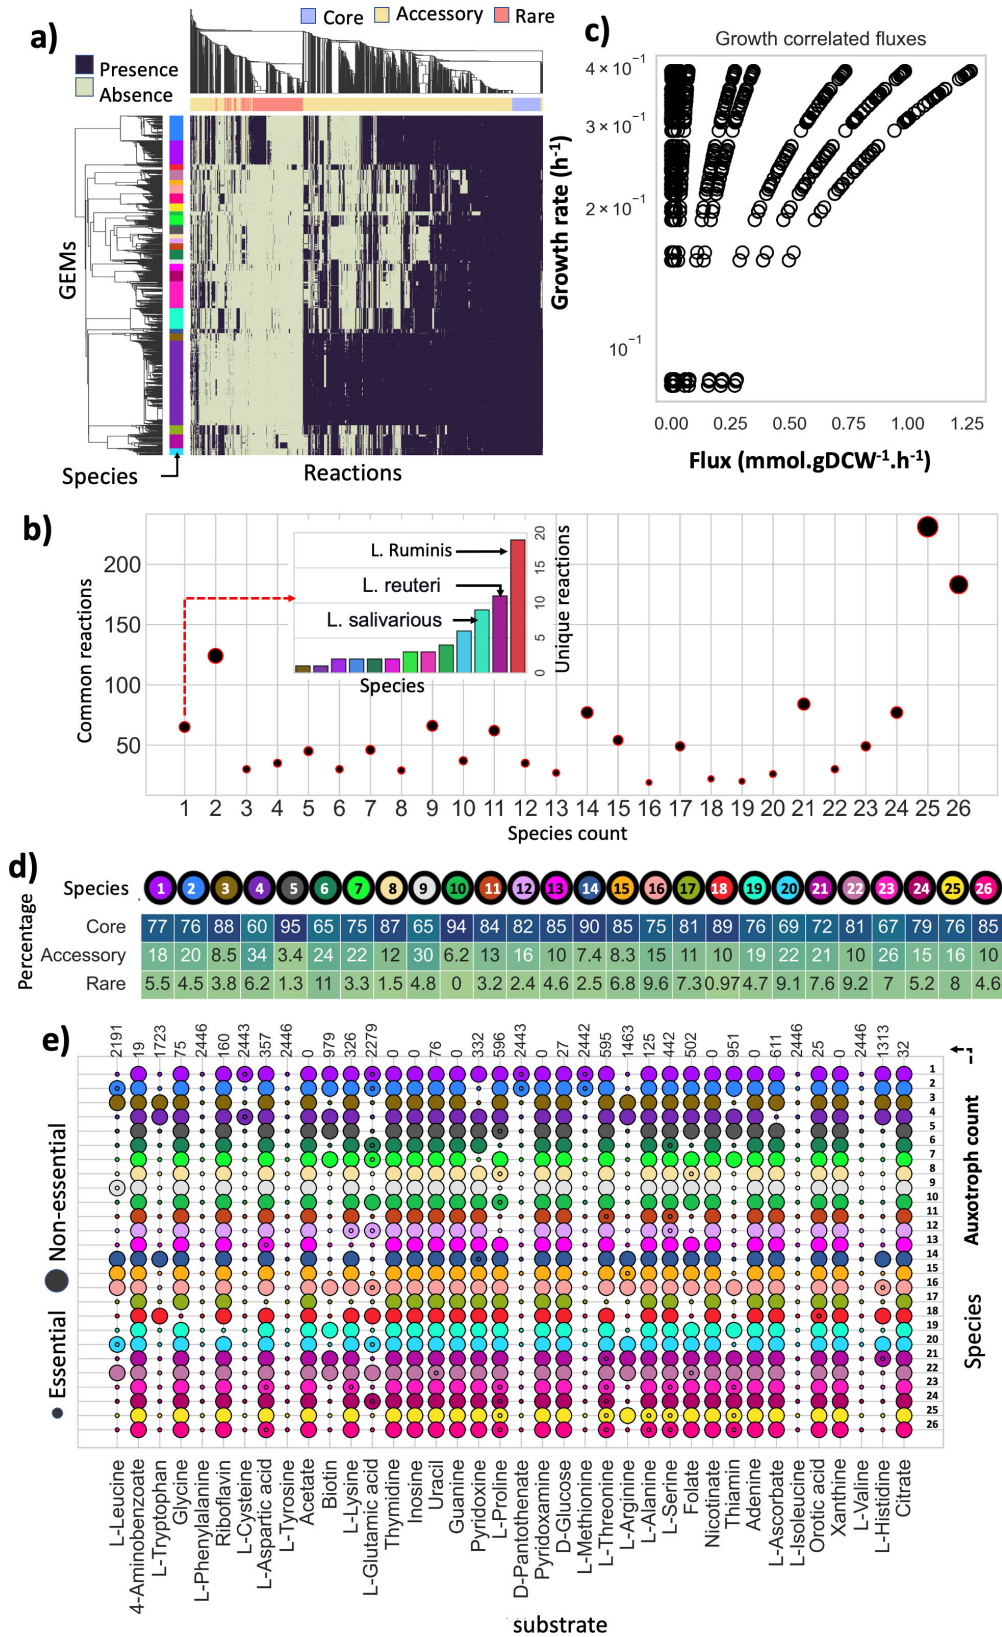 a)
Core Accessory Rare
Presence
Absence
GEMs
Species
Reactions
c)
Growth correlated fluxes
4 × 10⁻¹
3 × 10⁻¹
2 × 10⁻¹
10⁻¹
Growth rate (h⁻¹)
0.00 0.25 0.50 0.75 1.00 1.25
Flux (mmol.gDCW⁻¹.h⁻¹)
b)
Common reactions
200
150
100
50
L. Ruminis
L. reuteri
L. salivarious
Species
20
15
10
5
0
Unique reactions
1 2 3 4 5 6 7 8 9 10 11 12 13 14 15 16 17 18 19 20 21 22 23 24 25 26
Species count
d)
Percentage
Species 1 2 3 4 5 6 7 8 9 10 11 12 13 14 15 16 17 18 19 20 21 22 23 24 25 26
Core 77 76 88 60 95 65 75 87 65 94 84 82 85 90 85 75 81 89 76 69 72 81 67 79 76 85
Accessory 18 20 8.5 34 3.4 24 22 12 30 6.2 13 16 10 7.4 8.3 15 11 10 19 22 21 10 26 15 16 10
Rare 5.5 4.5 3.8 6.2 1.3 11 3.3 1.5 4.8 0 3.2 2.4 4.6 2.5 6.8 9.6 7.3 0.97 4.7 9.1 7.6 9.2 7 5.2 8 4.6
e)
2191 19 1723 75 2446 160 2443 357 2446 0 979 326 2279 0 0 76 0 332 596 2443 0 27 2442 595 1463 125 442 502 0 951 0 611 2446 25 0 2446 1313 32
1
2
3
4
5
6
7
8
9
10
11
12
13
14
15
16
17
18
19
20
21
22
23
24
25
26
Auxotroph count
Species
Non-essential
Essential
L-Leucine
4-Aminobenzoate
L-Tryptophan
Glycine
L-Phenylalanine
Riboflavin
L-Cysteine
L-Aspartic acid
L-Tyrosine
Acetate
Biotin
L-Lysine
L-Glutamic acid
Thymidine
Inosine
Uracil
Guanine
Pyridoxine
L-Proline
D-Pantothenate
Pyridoxamine
D-Glucose
L-Methionine
L-Threonine
L-Arginine
L-Alanine
L-Serine
Folate
Nicotinate
Thiamin
Adenine
L-Ascorbate
L-Isoleucine
Orotic acid
Xanthine
L-Valine
L-Histidine
Citrate
substrate